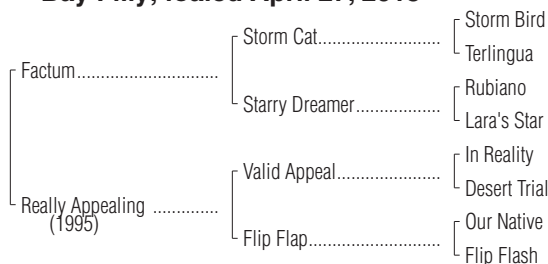 Bay Filly; foaled April
Storm Bird
Storm Cat
Terlingua
Factum
Rubiano
Starry Dreamer
Lara's Star
In Reality
Valid Appeal
Desert Trial
Really Appealing
(1995)
Our Native
Flip Flap
Flip Flash